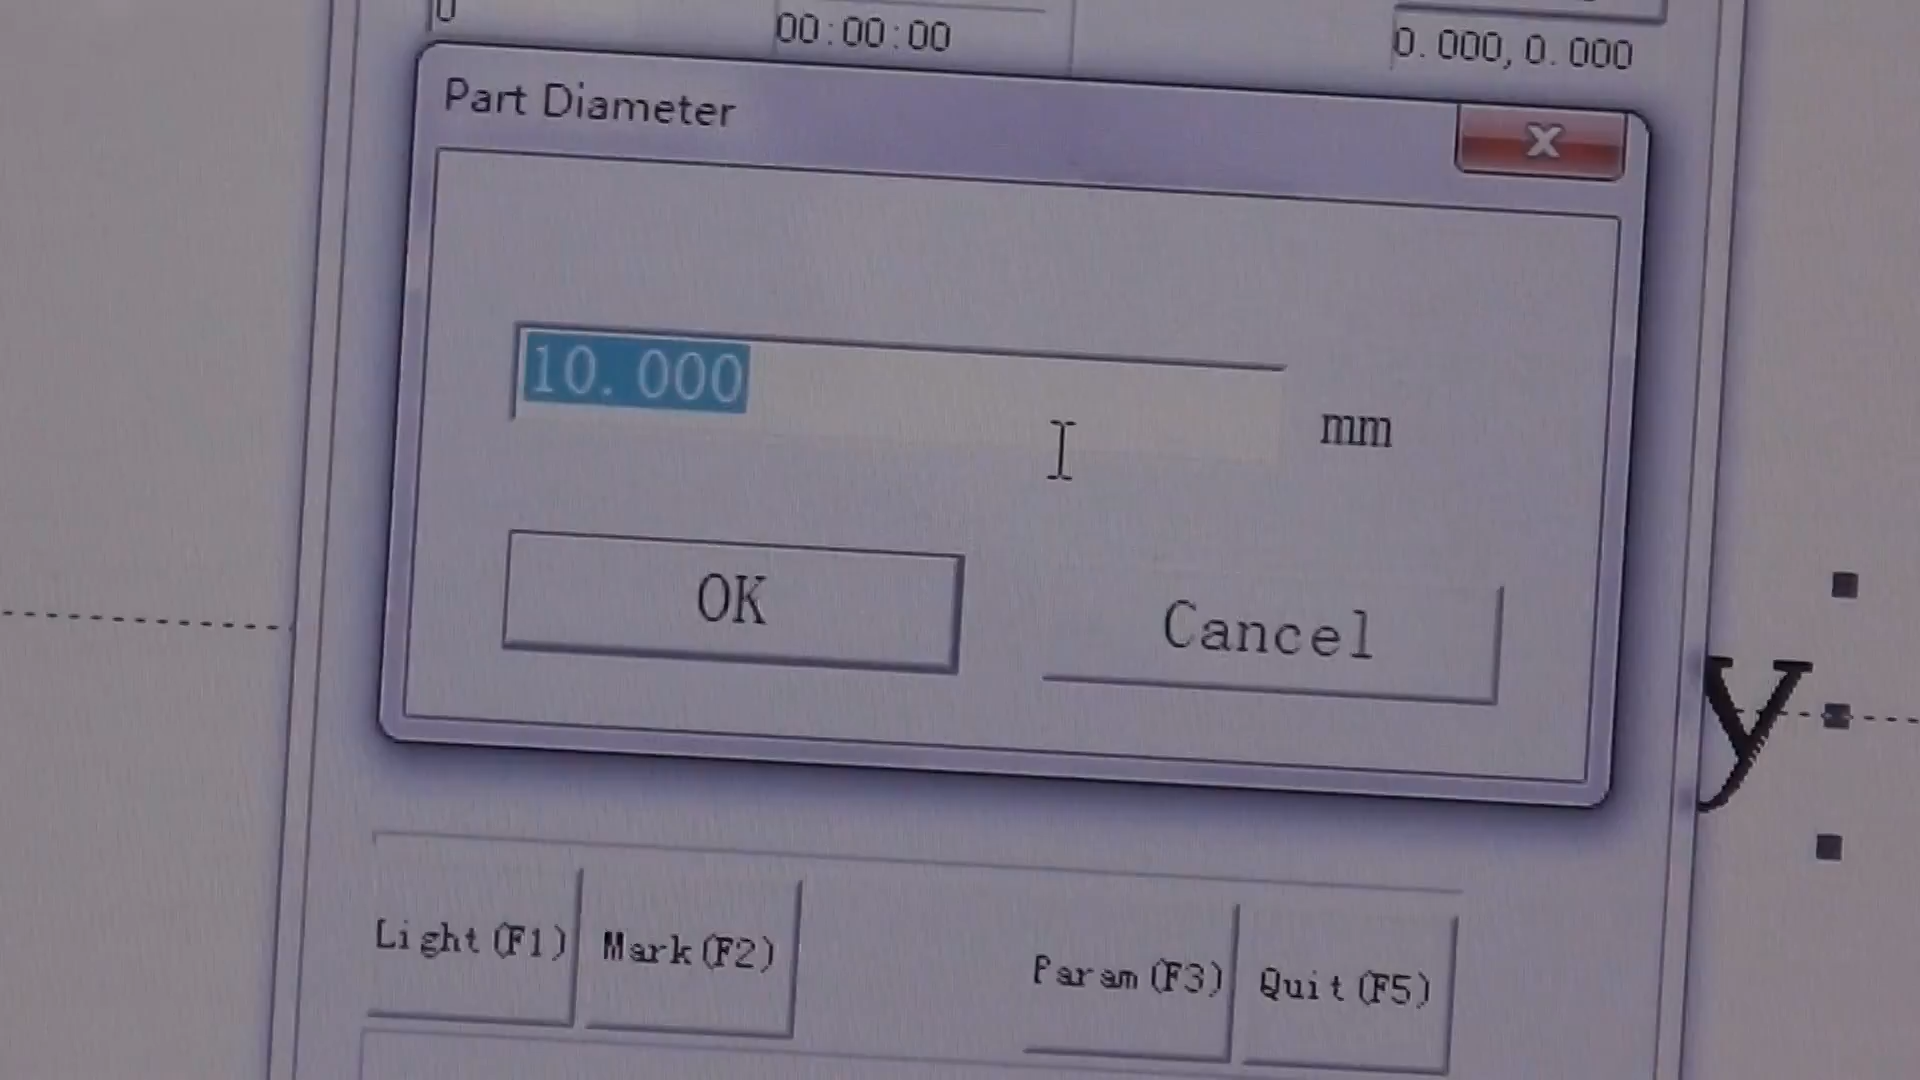 0 00:00:00 0.000, 0.000
Part Diameter
10.000 mm
OK Cancel
y
Light(F1) Mark(F2) Param(F3) Quit(F5)